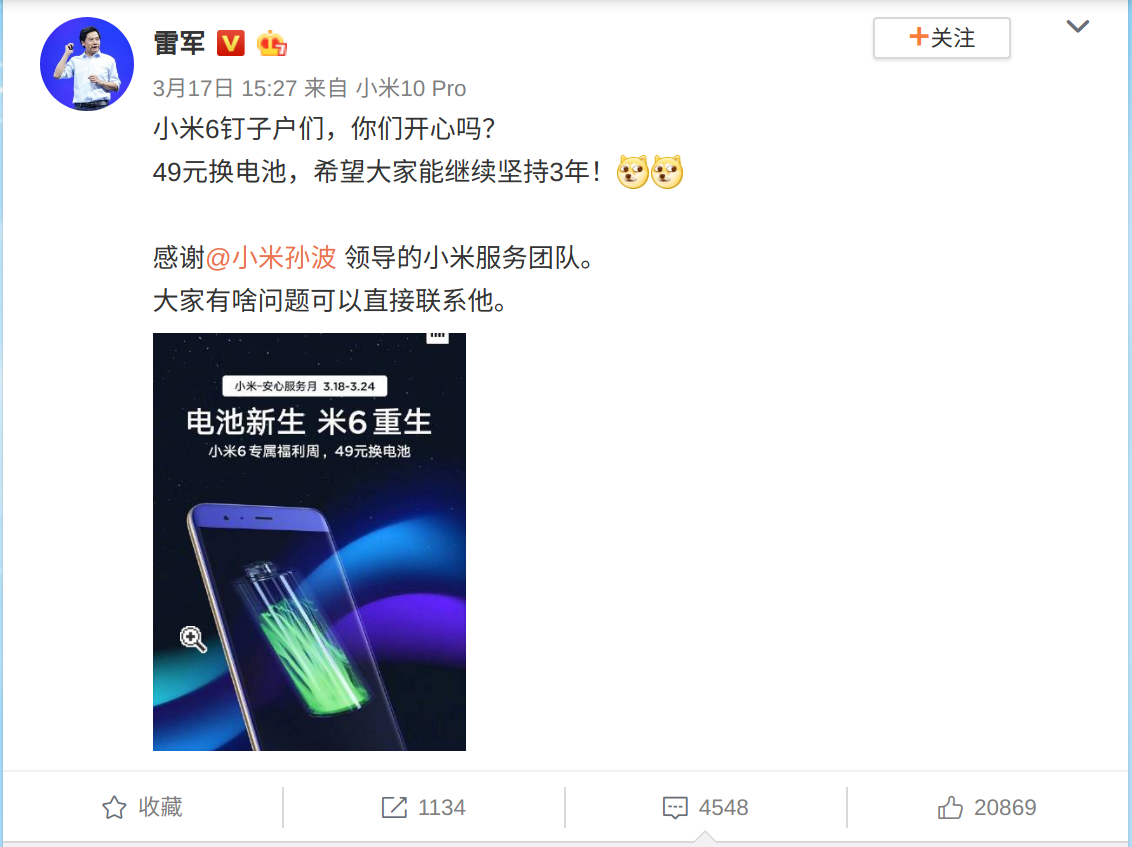 雷军
+关注
3月17日 15:27 来自 小米10 Pro
小米6钉子户们，你们开心吗？
49元换电池，希望大家能继续坚持3年！
感谢@小米孙波 领导的小米服务团队。
大家有啥问题可以直接联系他。
小米-安心服务月 3.18-3.24
电池新生 米6重生
小米6专属福利周，49元换电池
收藏
1134
4548
20869